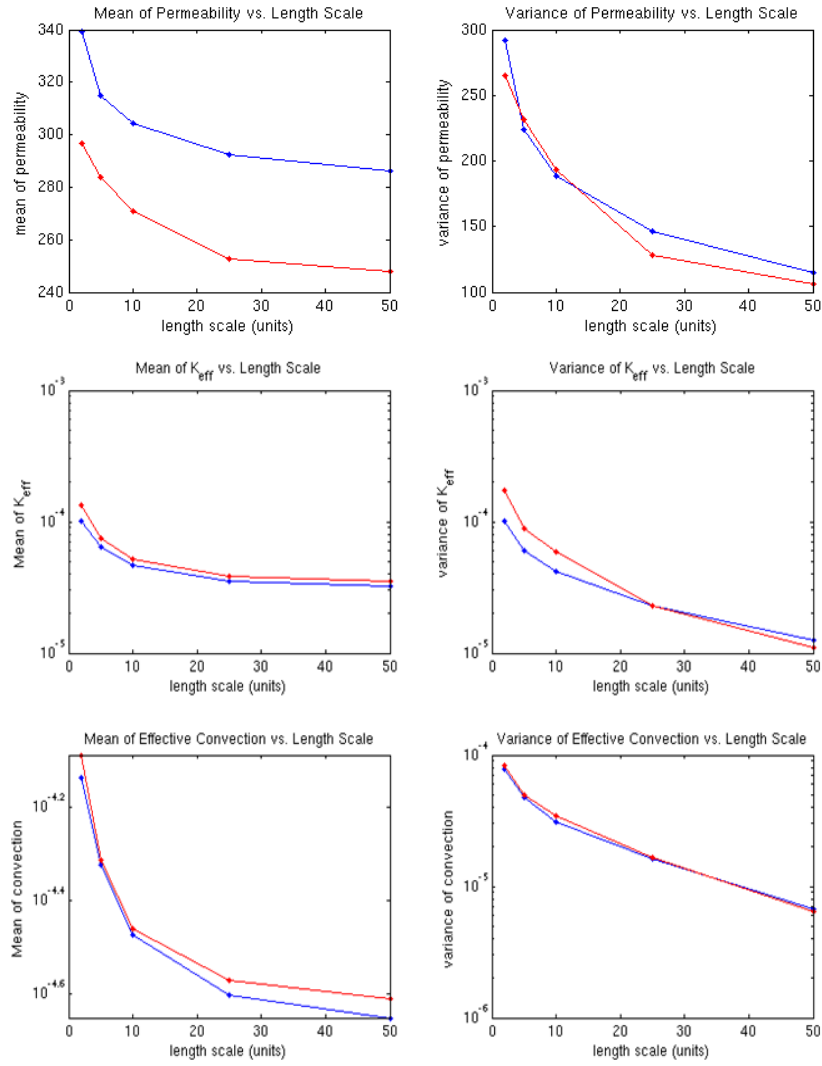 Mean of Permeability vs. Length Scale
340
320
300
280
260
240
mean of permeability
0 10 20 30 40 50
length scale (units)
Variance of Permeability vs. Length Scale
300
250
200
150
100
variance of permeability
0 10 20 30 40 50
length scale (units)
Mean of K_eff vs. Length Scale
10^-3
10^-4
10^-5
Mean of K_eff
0 10 20 30 40 50
length scale (units)
Variance of K_eff vs. Length Scale
10^-3
10^-4
10^-5
variance of K_eff
0 10 20 30 40 50
length scale (units)
Mean of Effective Convection vs. Length Scale
10^-4.2
10^-4.4
10^-4.6
Mean of convection
0 10 20 30 40 50
length scale (units)
Variance of Effective Convection vs. Length Scale
10^-4
10^-5
10^-6
variance of convection
0 10 20 30 40 50
length scale (units)